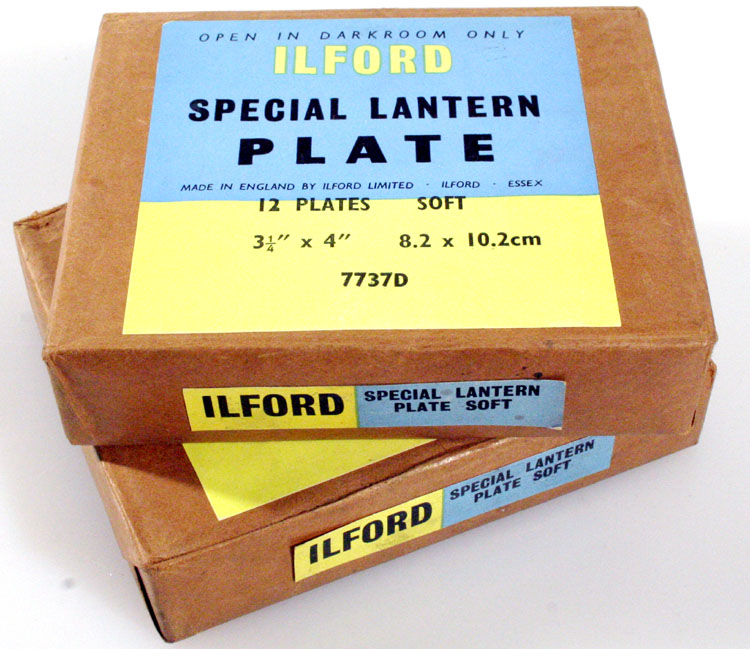 OPEN IN DARKROOM ONLY
ILFORD
SPECIAL LANTERN
PLATE
MADE IN ENGLAND BY ILFORD LIMITED · ILFORD · ESSEX
12 PLATES SOFT
3¼" x 4" 8.2 x 10.2cm
7737D
ILFORD
SPECIAL LANTERN
PLATE SOFT
ILFORD
SPECIAL LANTERN
PLATE SOFT